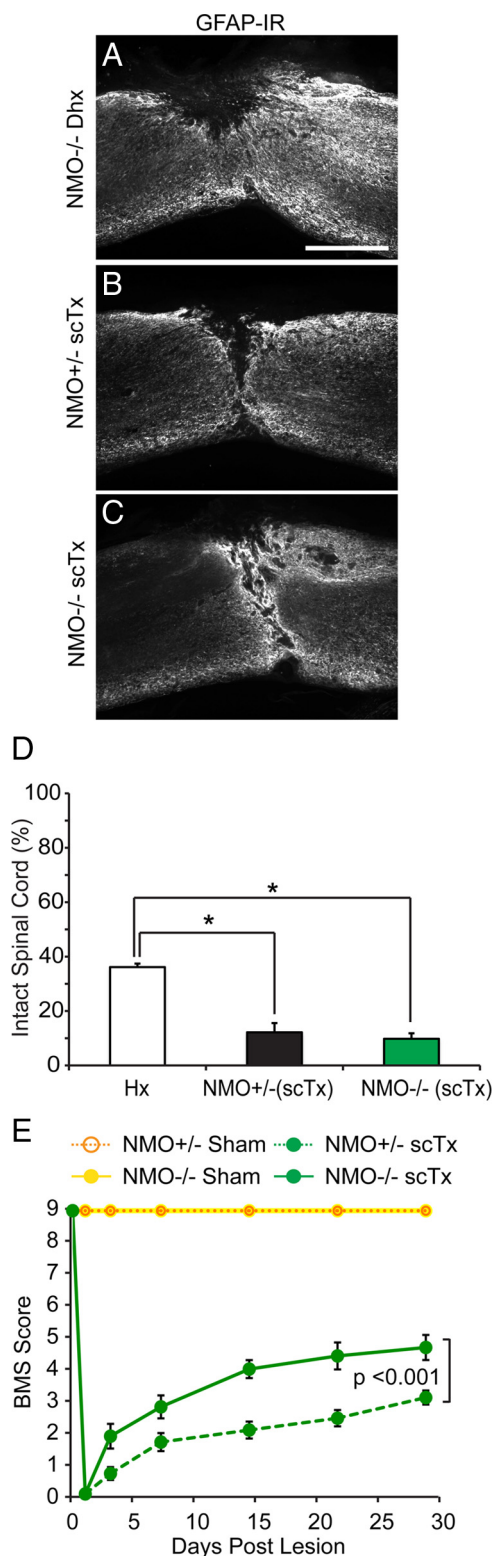 GFAP-IR
A
NMO-/- Dhx
B
NMO+/- scTx
C
NMO-/- scTx
D
Intact Spinal Cord (%)
100
80
60
40
20
0
*
*
Hx NMO+/-(scTx) NMO-/- (scTx)
E
NMO+/- Sham NMO+/- scTx
NMO-/- Sham NMO-/- scTx
BMS Score
9
8
7
6
5
4
3
2
1
0
p <0.001
0 5 10 15 20 25 30
Days Post Lesion